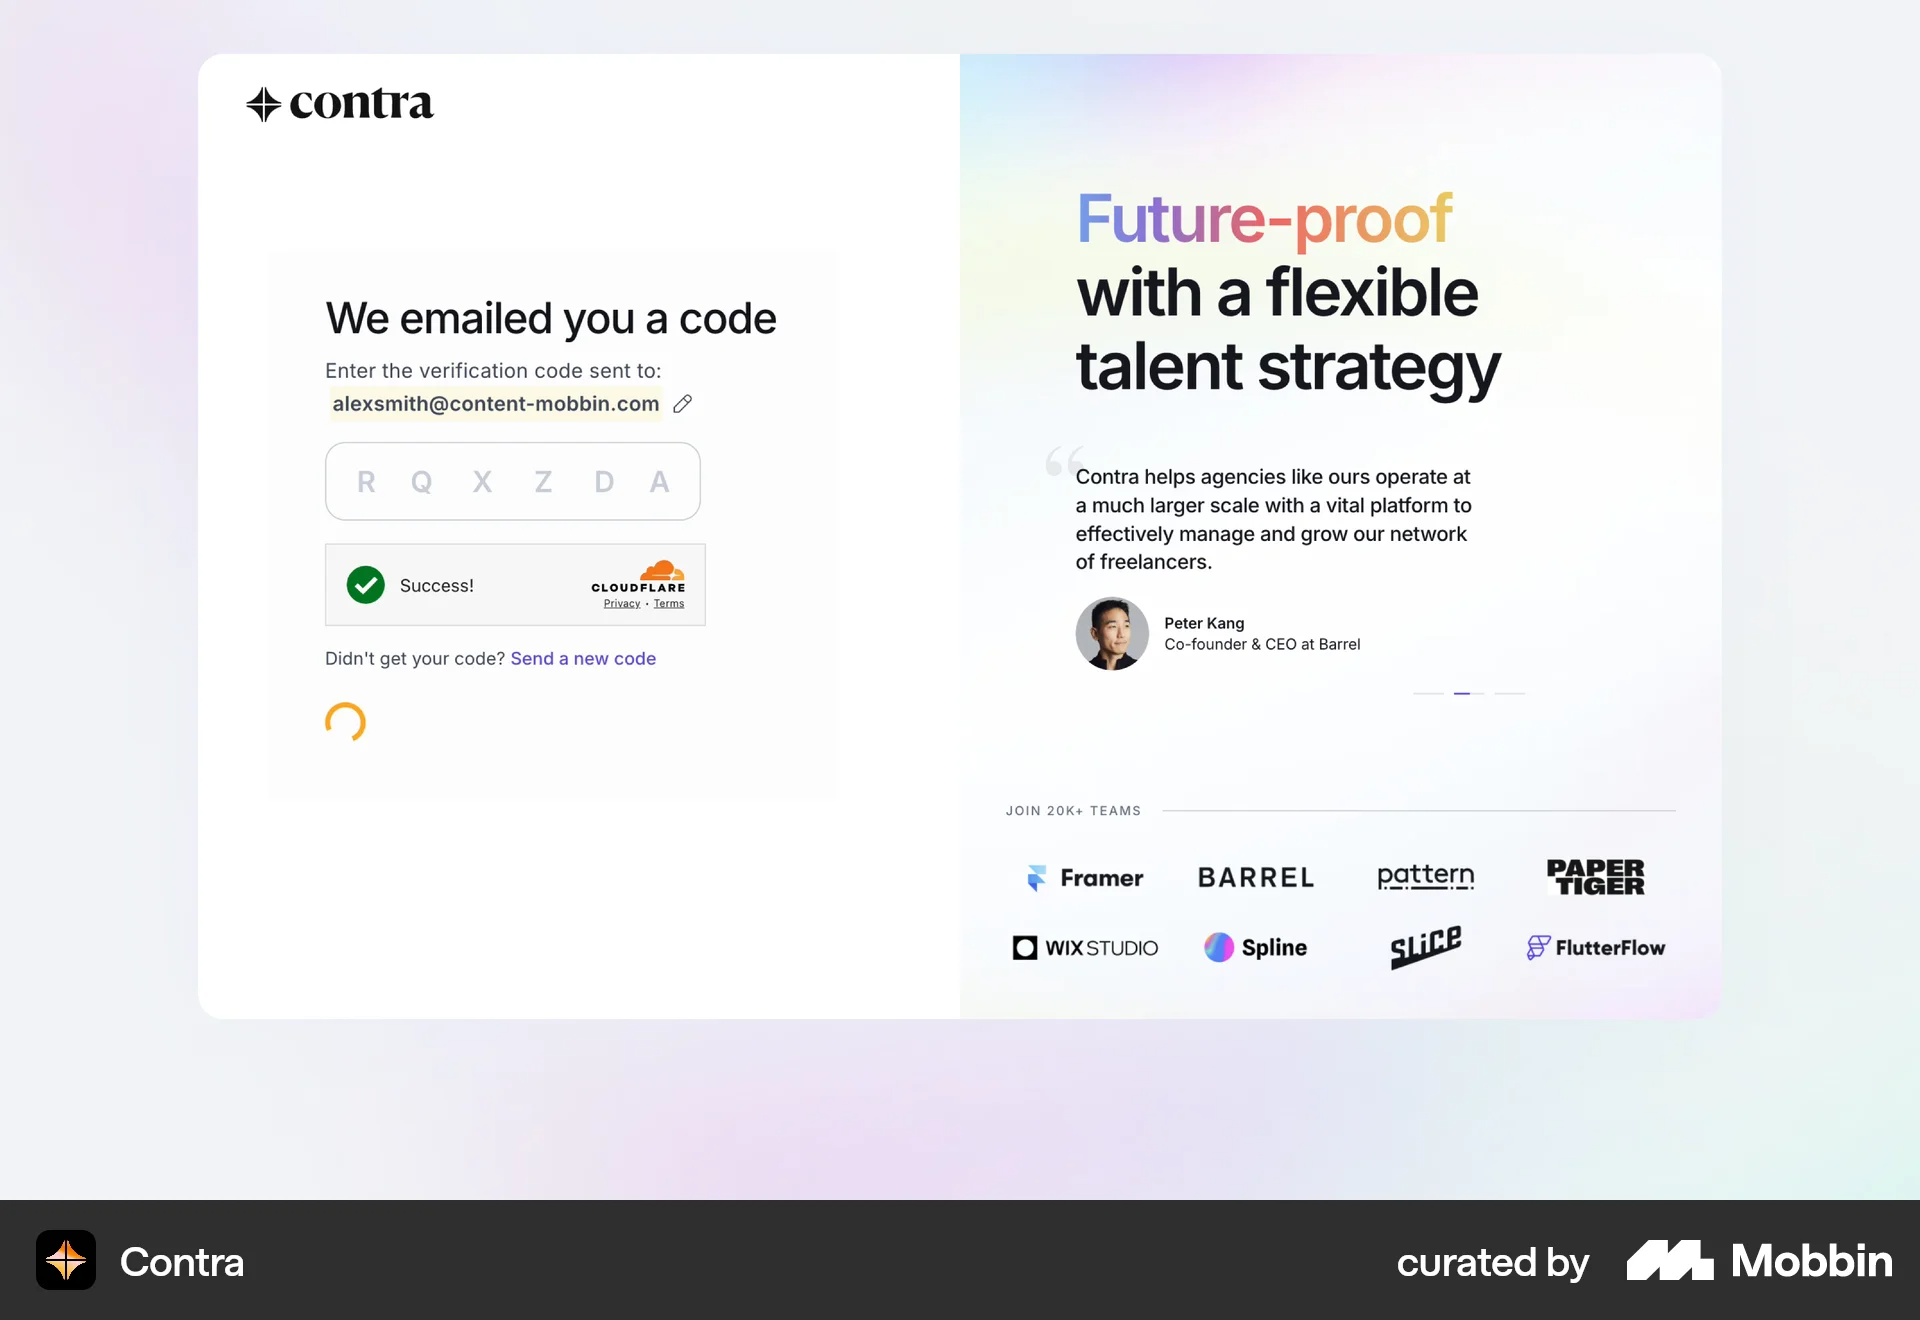 contra
We emailed you a code
Enter the verification code sent to:
alexsmith@content-mobbin.com
R Q X Z D A
Success!
CLOUDFLARE
Privacy • Terms
Didn't get your code? Send a new code
Future-proof
with a flexible
talent strategy
“
Contra helps agencies like ours operate at
a much larger scale with a vital platform to
effectively manage and grow our network
of freelancers.
Peter Kang
Co-founder & CEO at Barrel
JOIN 20K+ TEAMS
Framer
BARREL
pattern
PAPER
TIGER
WIX STUDIO
Spline
SLiCE
FlutterFlow
Contra
curated by
Mobbin